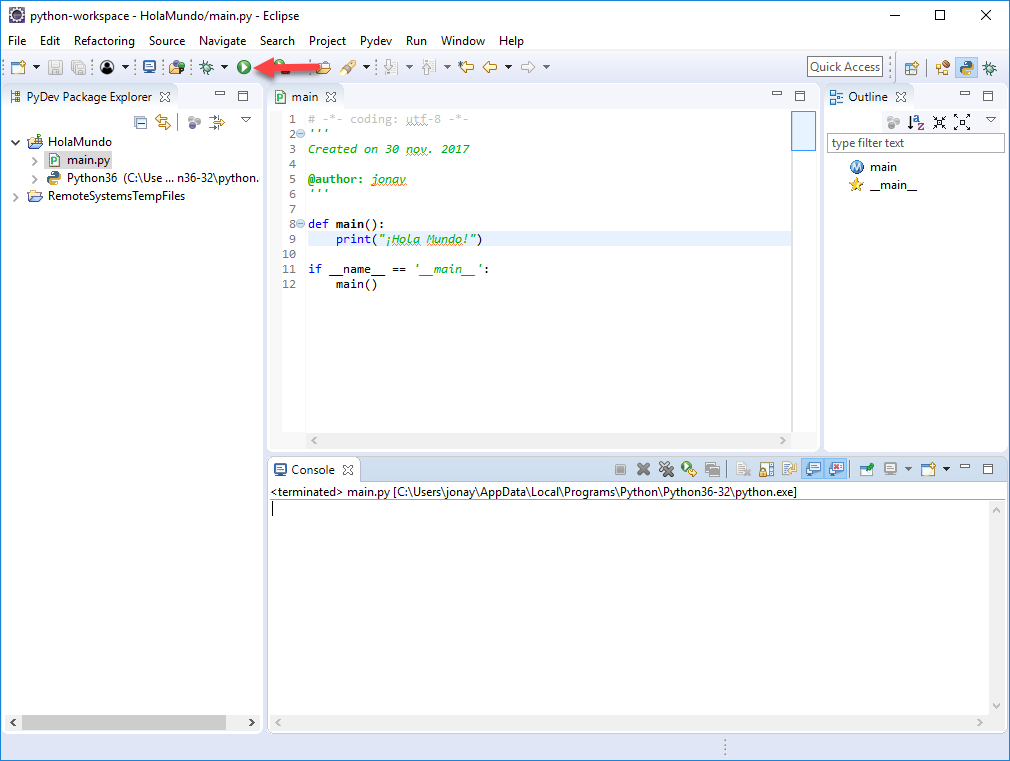 python-workspace - HolaMundo/main.py - Eclipse
File Edit Refactoring Source Navigate Search Project Pydev Run Window Help
Quick Access
PyDev Package Explorer
HolaMundo
main.py
Python36 (C:\Use ... n36-32\python.
RemoteSystemsTempFiles
main
1 # -*- coding: utf-8 -*-
2 '''
3 Created on 30 nov. 2017
4
5 @author: jonay
6 '''
7
8 def main():
9 print("¡Hola Mundo!")
10
11 if __name__ == '__main__':
12 main()
Outline
type filter text
main
__main__
Console
<terminated> main.py [C:\Users\jonay\AppData\Local\Programs\Python\Python36-32\python.exe]